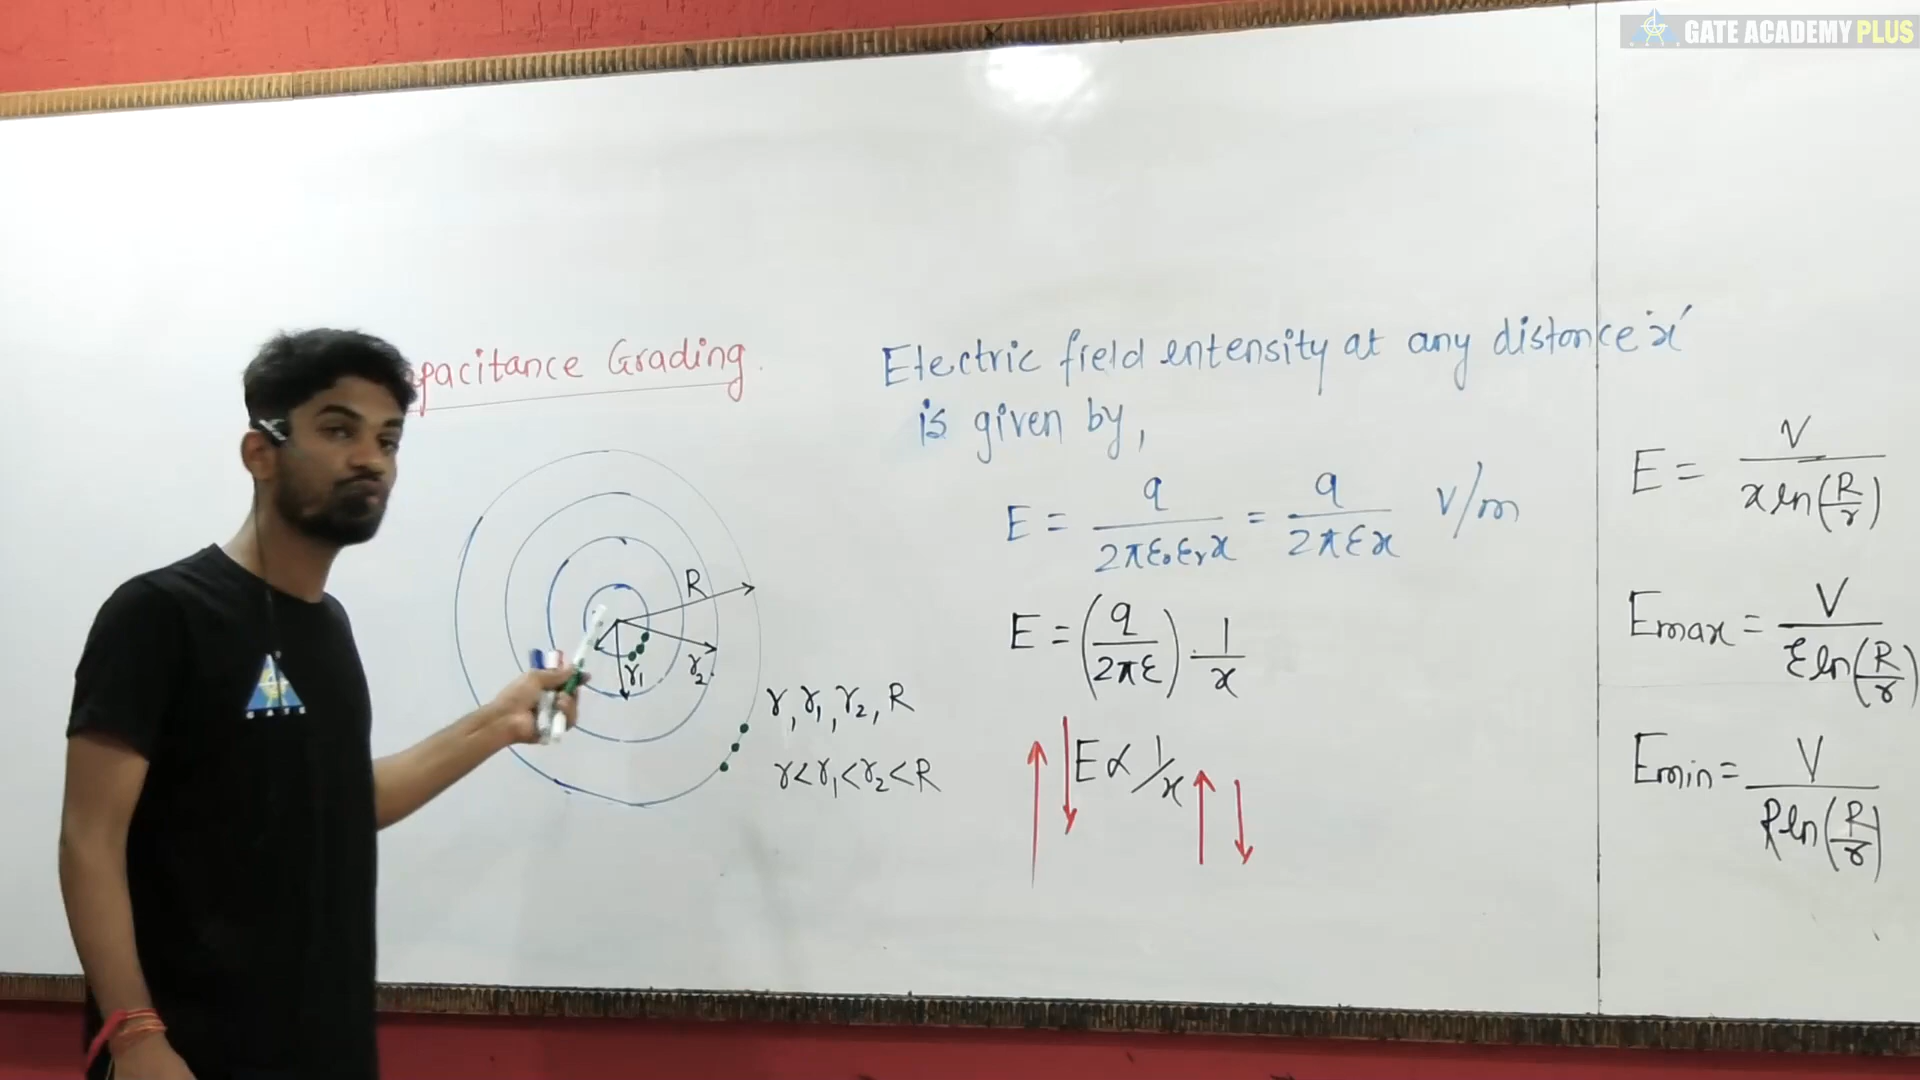 GATE ACADEMY PLUS
apacitance Grading.
R
r₁
r₂
r, r₁, r₂, R
r<r₁<r₂<R
GATE
Electric field entensity at any distance 'x'
is given by,
E = q/(2πε₀εᵣx) = q/(2πεx) V/m
E = (q/2πε) · 1/x
E ∝ 1/x
E = V/(x ln(R/r))
Emax = V/(ε ln(R/r))
Emin = V/(R ln(R/r))